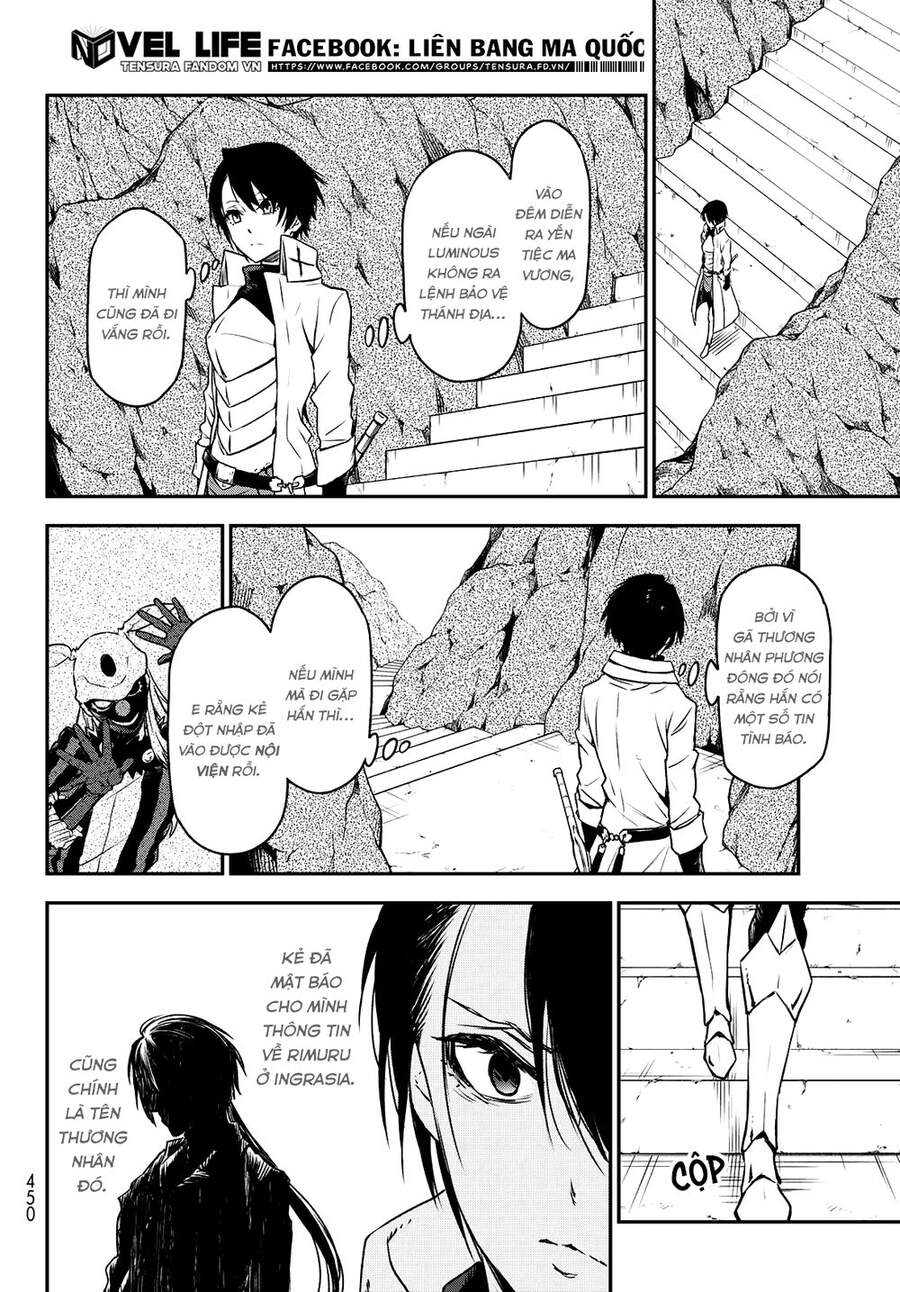 NOVEL LIFE
TENSURA FANDOM VN
FACEBOOK: LIÊN BANG MA QUỐC
HTTPS://WWW.FACEBOOK.COM/GROUPS/TENSURA.FD.VN/
VÀO
ĐÊM DIỄN
RA YẾN
TIỆC MA
VƯƠNG,
NẾU NGÀI
LUMINOUS
KHÔNG RA
LỆNH BẢO VỆ
THÁNH ĐỊA...
THÌ MÌNH
CŨNG ĐÃ ĐI
VẮNG RỒI.
BỞI VÌ
GÃ THƯƠNG
NHÂN PHƯƠNG
ĐÔNG ĐÓ NÓI
RẰNG HẮN CÓ
MỘT SỐ TIN
TÌNH BÁO.
NẾU MÌNH
MÀ ĐI GẶP
HẮN THÌ...
E RẰNG KẺ
ĐỘT NHẬP ĐÃ
VÀO ĐƯỢC NỘI
VIỆN RỒI.
CỘP
KẺ ĐÃ
MẬT BÁO
CHO MÌNH
THÔNG TIN
VỀ RIMURU
Ở INGRASIA.
CŨNG
CHÍNH
LÀ TÊN
THƯƠNG
NHÂN
ĐÓ.
450